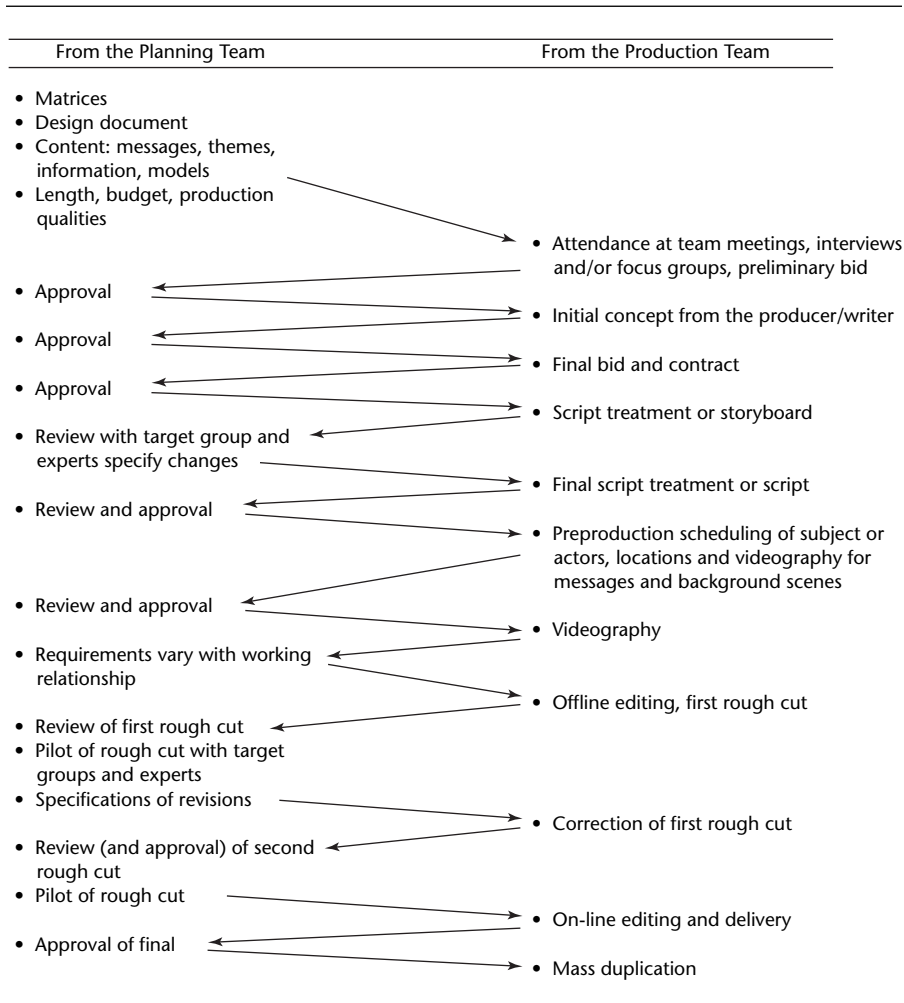 From the Planning Team
From the Production Team
• Matrices
• Design document
• Content: messages, themes,
information, models
• Length, budget, production
qualities
• Attendance at team meetings, interviews
and/or focus groups, preliminary bid
• Approval
• Initial concept from the producer/writer
• Approval
• Final bid and contract
• Approval
• Script treatment or storyboard
• Review with target group and
experts specify changes
• Final script treatment or script
• Review and approval
• Preproduction scheduling of subject or
actors, locations and videography for
messages and background scenes
• Review and approval
• Videography
• Requirements vary with working
relationship
• Offline editing, first rough cut
• Review of first rough cut
• Pilot of rough cut with target
groups and experts
• Specifications of revisions
• Correction of first rough cut
• Review (and approval) of second
rough cut
• Pilot of rough cut
• On-line editing and delivery
• Approval of final
• Mass duplication